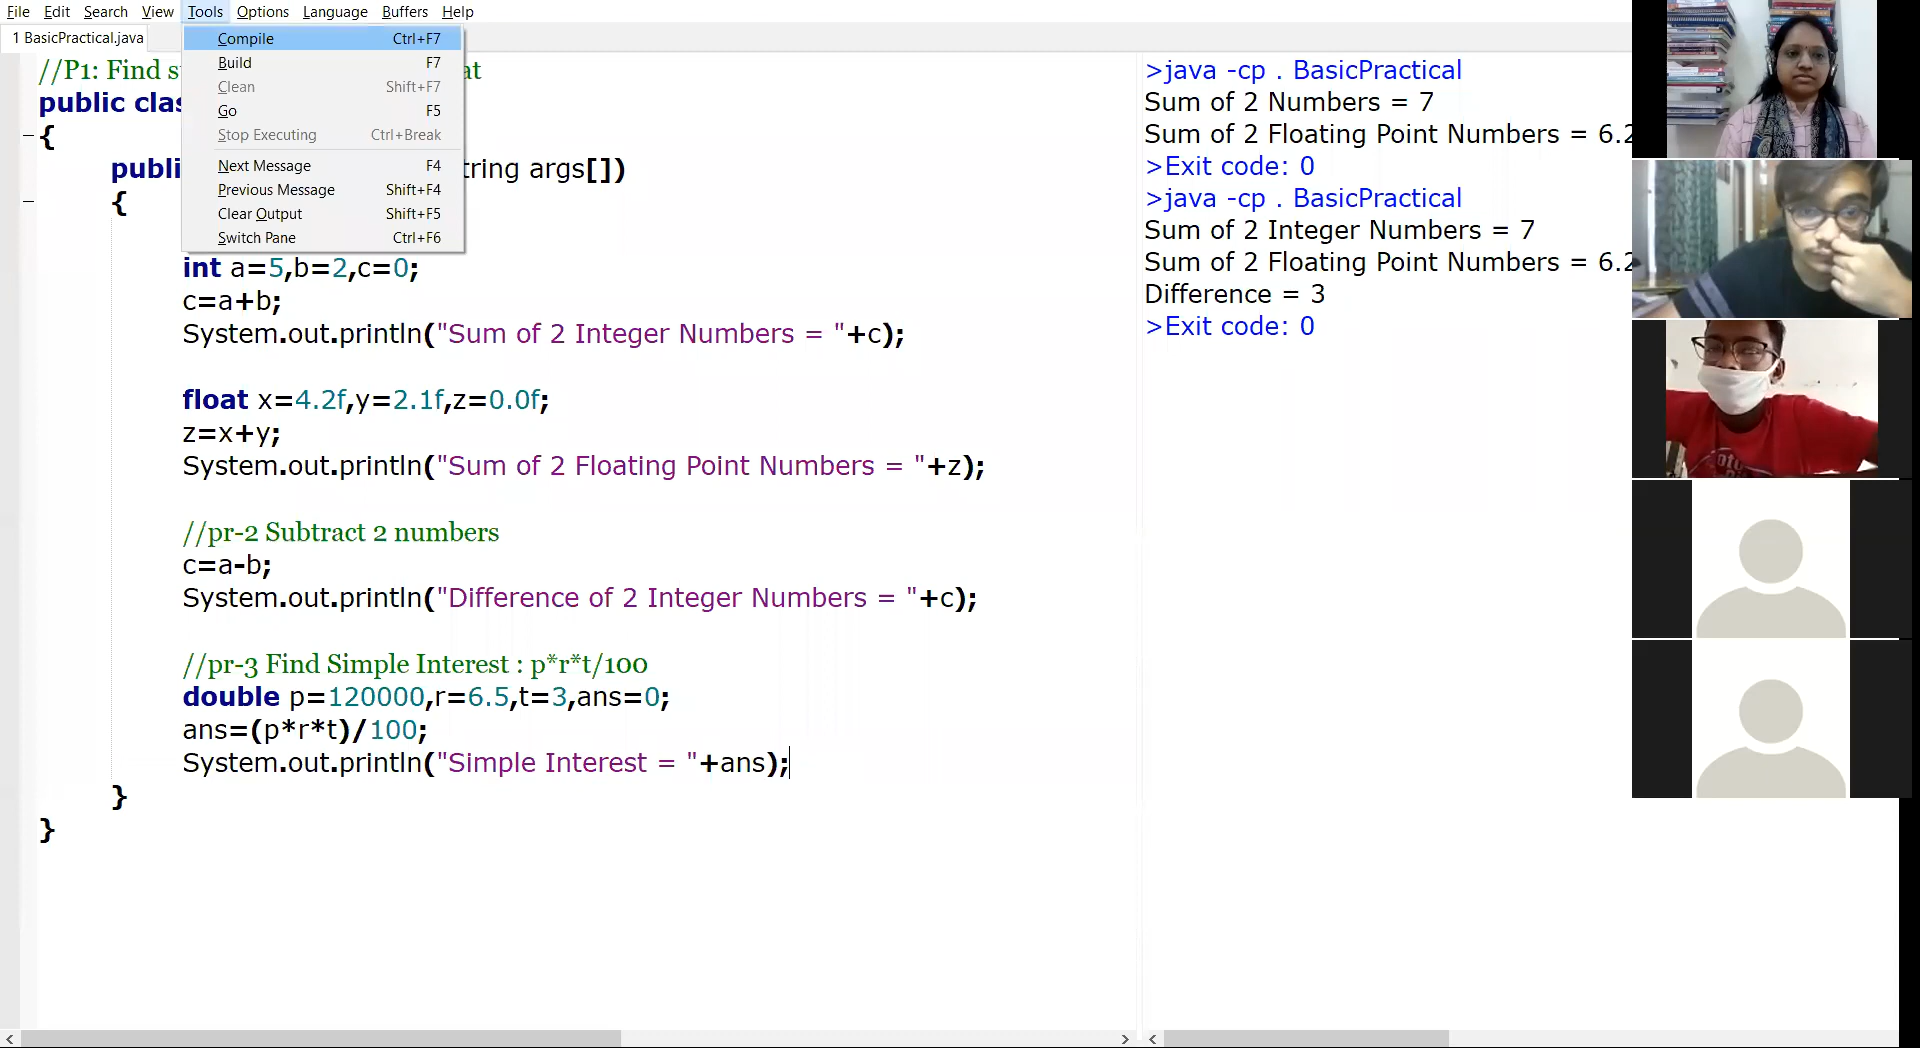 File Edit Search View Tools Options Language Buffers Help
1 BasicPractical.java
Compile Ctrl+F7
Build F7
Clean Shift+F7
Go F5
Stop Executing Ctrl+Break
Next Message F4
Previous Message Shift+F4
Clear Output Shift+F5
Switch Pane Ctrl+F6
//P1: Find
public
{
args[])
{
int a=5,b=2,c=0;
c=a+b;
System.out.println("Sum of 2 Integer Numbers = "+c);
float x=4.2f,y=2.1f,z=0.0f;
z=x+y;
System.out.println("Sum of 2 Floating Point Numbers = "+z);
//pr-2 Subtract 2 numbers
c=a-b;
System.out.println("Difference of 2 Integer Numbers = "+c);
//pr-3 Find Simple Interest : p*r*t/100
double p=120000,r=6.5,t=3,ans=0;
ans=(p*r*t)/100;
System.out.println("Simple Interest = "+ans);
}
}
>java -cp . BasicPractical
Sum of 2 Numbers = 7
Sum of 2 Floating Point Numbers = 6.2
>Exit code: 0
>java -cp . BasicPractical
Sum of 2 Integer Numbers = 7
Sum of 2 Floating Point Numbers = 6.2
Difference = 3
>Exit code: 0